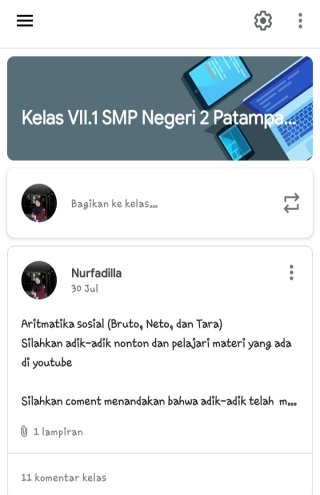 Kelas VII.1 SMP Negeri 2 Patampa...
Bagikan ke kelas...
Nurfadilla
30 Jul
Aritmatika sosial (Bruto, Neto, dan Tara)
Silahkan adik-adik nonton dan pelajari materi yang ada
di youtube
Silahkan coment menandakan bahwa adik-adik telah m...
1 lampiran
11 komentar kelas